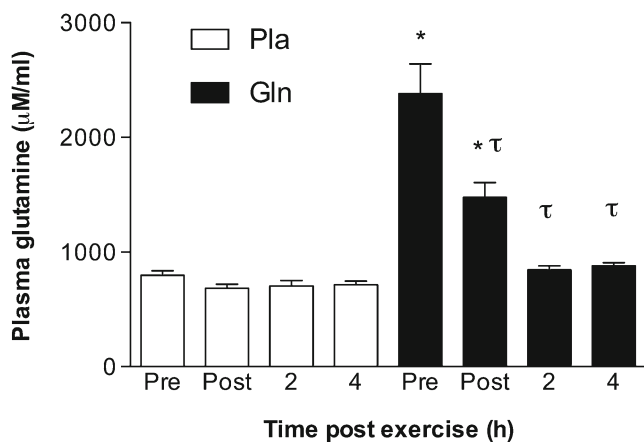 3000
2000
1000
0
Plasma glutamine (μM/ml)
Pla
Gln
*
* τ
τ
τ
Pre Post 2 4 Pre Post 2 4
Time post exercise (h)